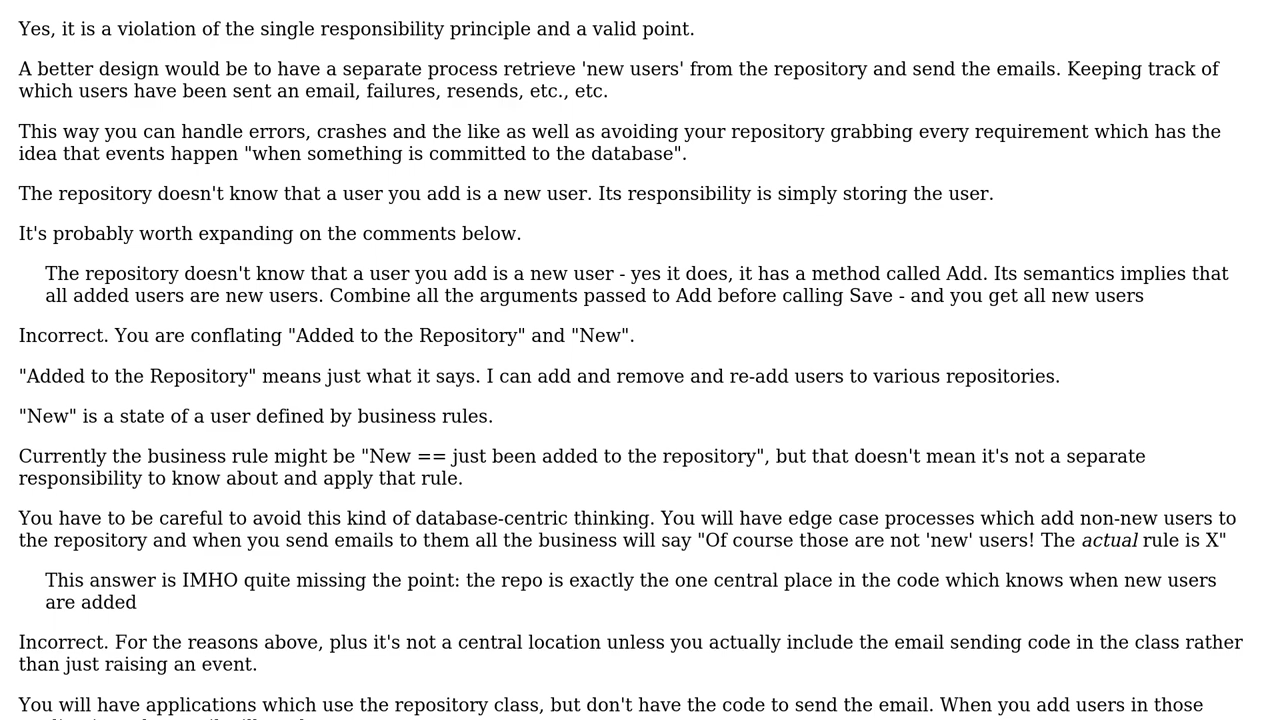 Yes, it is a violation of the single responsibility principle and a valid point.
A better design would be to have a separate process retrieve 'new users' from the repository and send the emails. Keeping track of
which users have been sent an email, failures, resends, etc., etc.
This way you can handle errors, crashes and the like as well as avoiding your repository grabbing every requirement which has the
idea that events happen "when something is committed to the database".
The repository doesn't know that a user you add is a new user. Its responsibility is simply storing the user.
It's probably worth expanding on the comments below.
The repository doesn't know that a user you add is a new user - yes it does, it has a method called Add. Its semantics implies that
all added users are new users. Combine all the arguments passed to Add before calling Save - and you get all new users
Incorrect. You are conflating "Added to the Repository" and "New".
"Added to the Repository" means just what it says. I can add and remove and re-add users to various repositories.
"New" is a state of a user defined by business rules.
Currently the business rule might be "New == just been added to the repository", but that doesn't mean it's not a separate
responsibility to know about and apply that rule.
You have to be careful to avoid this kind of database-centric thinking. You will have edge case processes which add non-new users to
the repository and when you send emails to them all the business will say "Of course those are not 'new' users! The actual rule is X"
This answer is IMHO quite missing the point: the repo is exactly the one central place in the code which knows when new users
are added
Incorrect. For the reasons above, plus it's not a central location unless you actually include the email sending code in the class rather
than just raising an event.
You will have applications which use the repository class, but don't have the code to send the email. When you add users in those